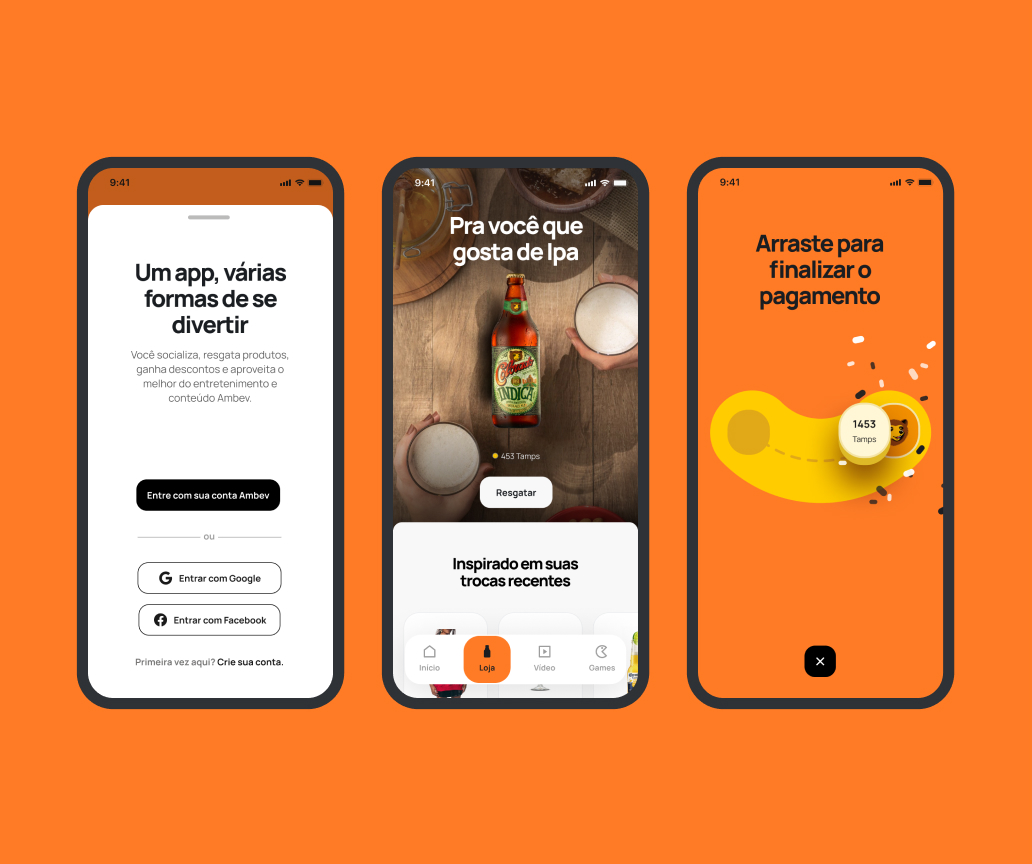 9:41
Um app, várias
formas de se
divertir
Você socializa, resgata produtos,
ganha descontos e aproveita o
melhor do entretenimento e
conteúdo Ambev.
Entre com sua conta Ambev
ou
Entrar com Google
Entrar com Facebook
Primeira vez aqui? Crie sua conta.
9:41
Pra você que
gosta de Ipa
Colorado
INDICA
453 Tamps
Resgatar
Inspirado em suas
trocas recentes
Início
Loja
Vídeo
Games
9:41
Arraste para
finalizar o
pagamento
1453
Tamps